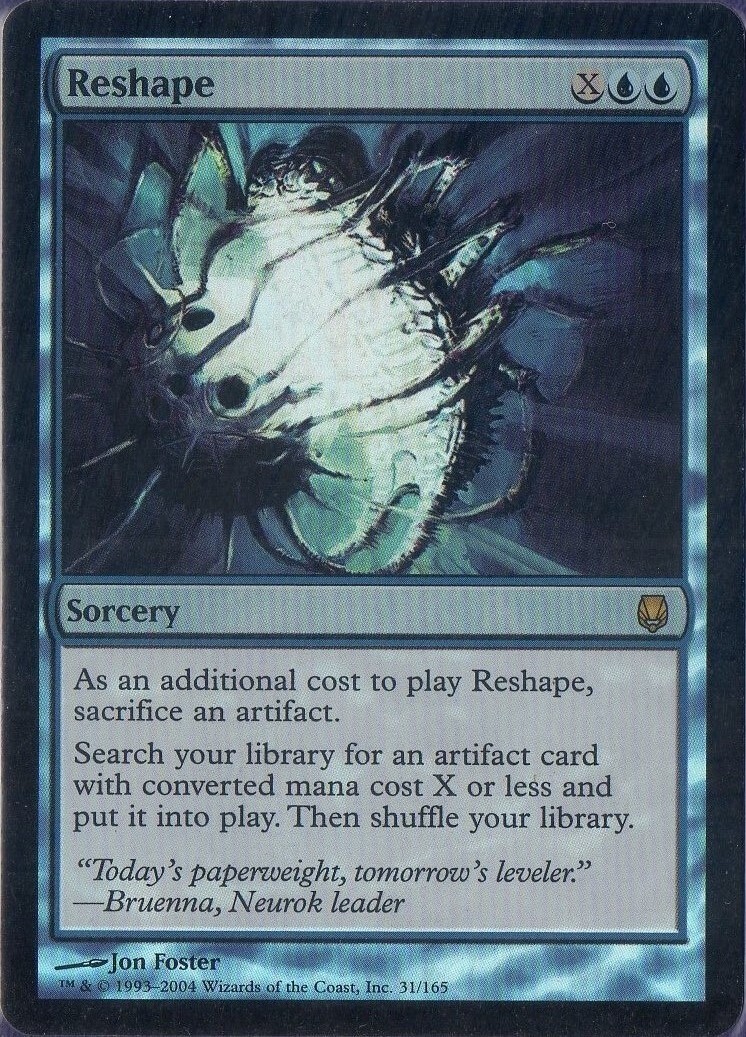 Reshape X
Sorcery
As an additional cost to play Reshape,
sacrifice an artifact.
Search your library for an artifact card
with converted mana cost X or less and
put it into play. Then shuffle your library.
“Today’s paperweight, tomorrow’s leveler.”
—Bruenna, Neurok leader
Jon Foster
™ & © 1993–2004 Wizards of the Coast, Inc. 31/165